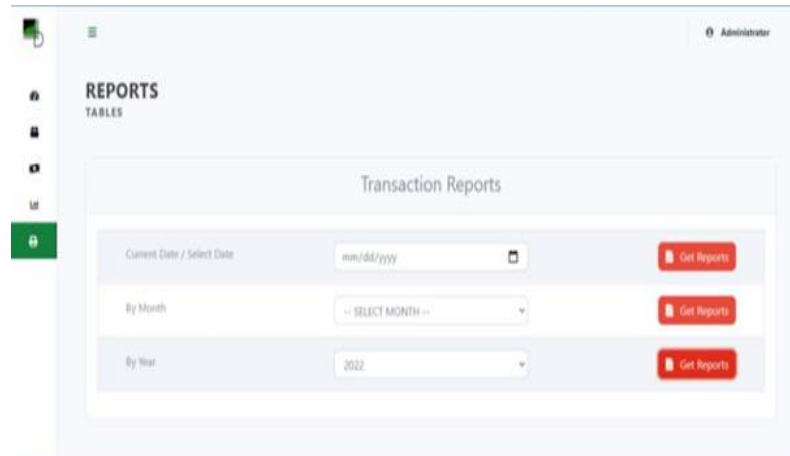 Administrator
REPORTS
TABLES
Transaction Reports
Current Date / Select Date mm/dd/yyyy Get Reports
By Month -- SELECT MONTH -- Get Reports
By Year 2022 Get Reports